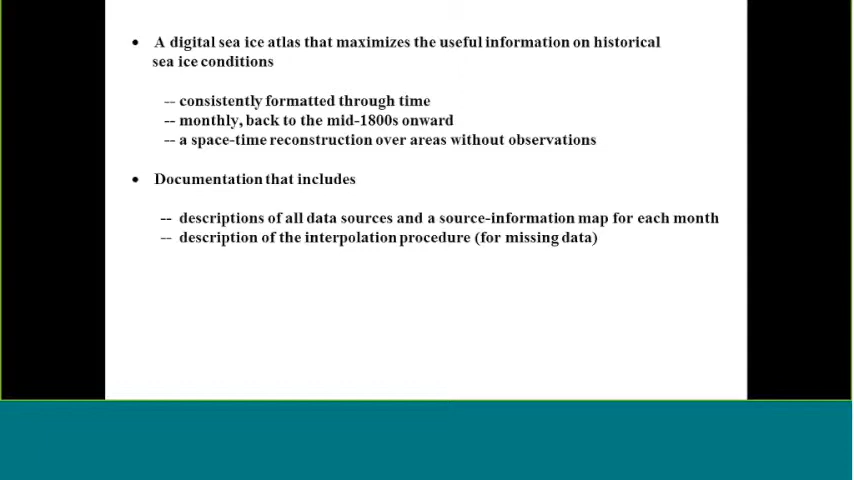 • A digital sea ice atlas that maximizes the useful information on historical
sea ice conditions
-- consistently formatted through time
-- monthly, back to the mid-1800s onward
-- a space-time reconstruction over areas without observations
• Documentation that includes
-- descriptions of all data sources and a source-information map for each month
-- description of the interpolation procedure (for missing data)